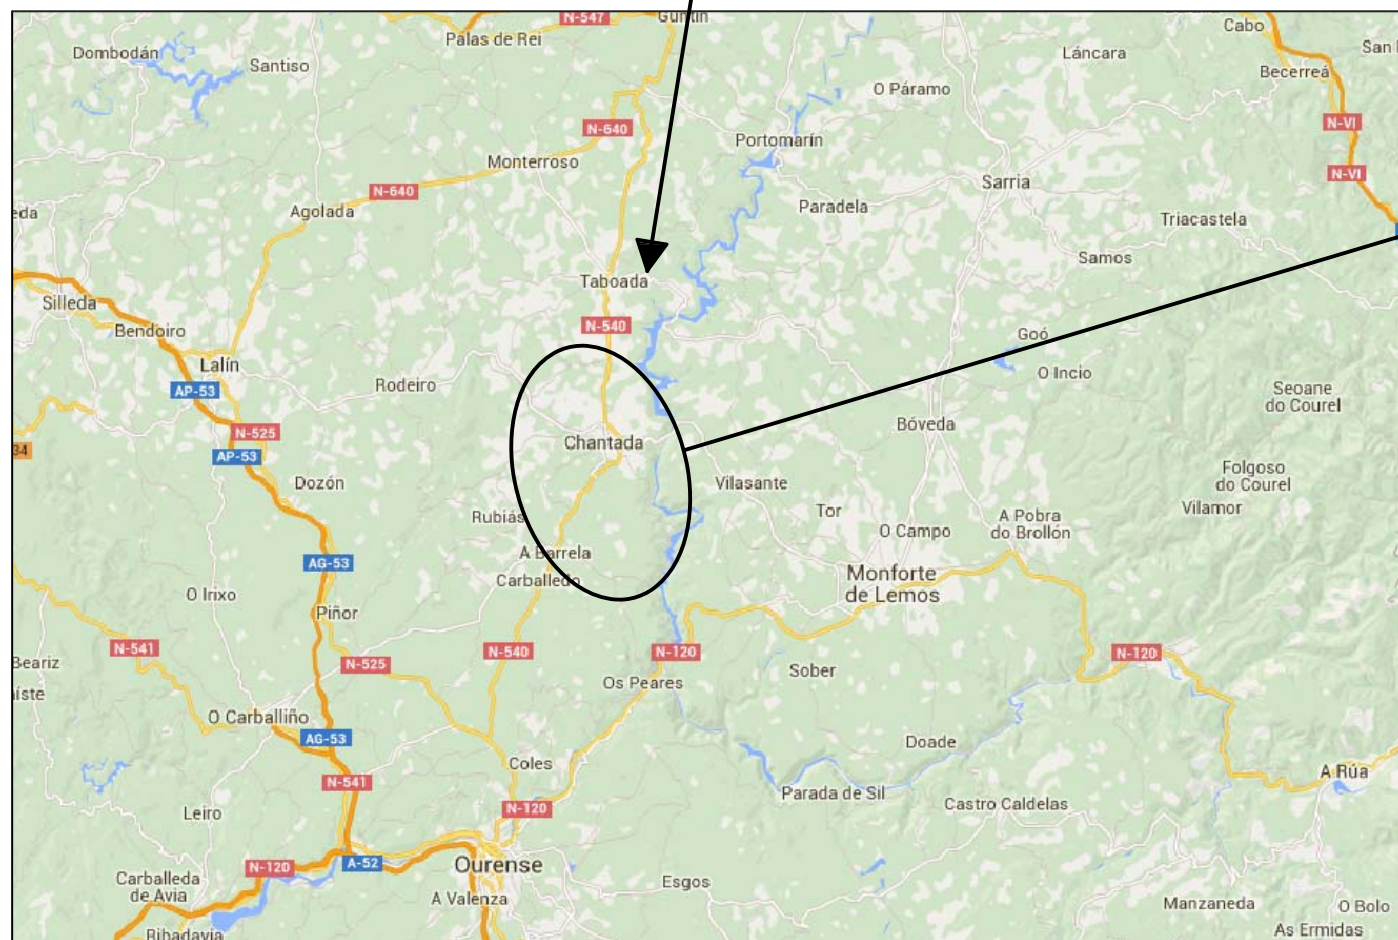 N-547
Guntín
Cabo
Palas de Rei
Dombodán
Láncara
San
Santiso
Becerreá
O Páramo
N-640
N-VI
Portomarín
Monterroso
N-VI
N-640
Sarria
Agolada
Paradela
eda
Triacastela
Samos
Taboada
Silleda
N-540
Bendoiro
Goó
Lalín
O Incio
Rodeiro
AP-53
Seoane
do Courel
Bóveda
N-525
Chantada
34
AP-53
Folgoso
do Courel
Dozón
Vilasante
Vilamor
Tor
Rubiás
A Pobra
do Brollón
O Campo
A Barrela
AG-53
Monforte
de Lemos
Carballedo
O Irixo
Piñor
N-541
N-540
N-120
N-120
Beariz
N-525
Sober
Os Peares
íste
O Carballiño
AG-53
Doade
Coles
A Rúa
N-541
Parada de Sil
Castro Caldelas
N-120
Leiro
A-52
N-120
Ourense
Carballeda
de Avia
Esgos
A Valenza
Manzaneda
O Bolo
As Ermidas
Ribadavia